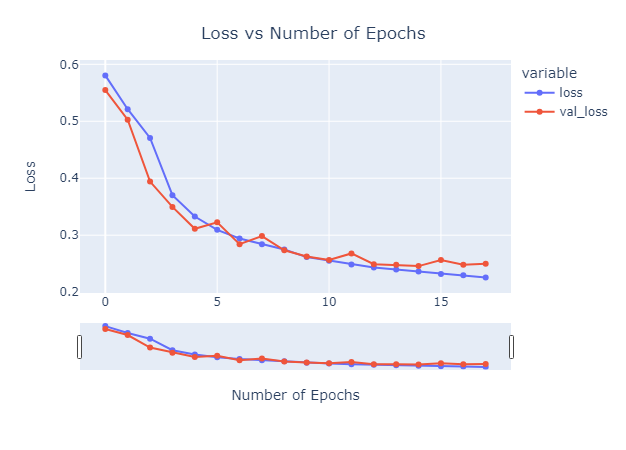 Loss vs Number of Epochs
variable
loss
val_loss
Loss
0.6
0.5
0.4
0.3
0.2
0
5
10
15
Number of Epochs